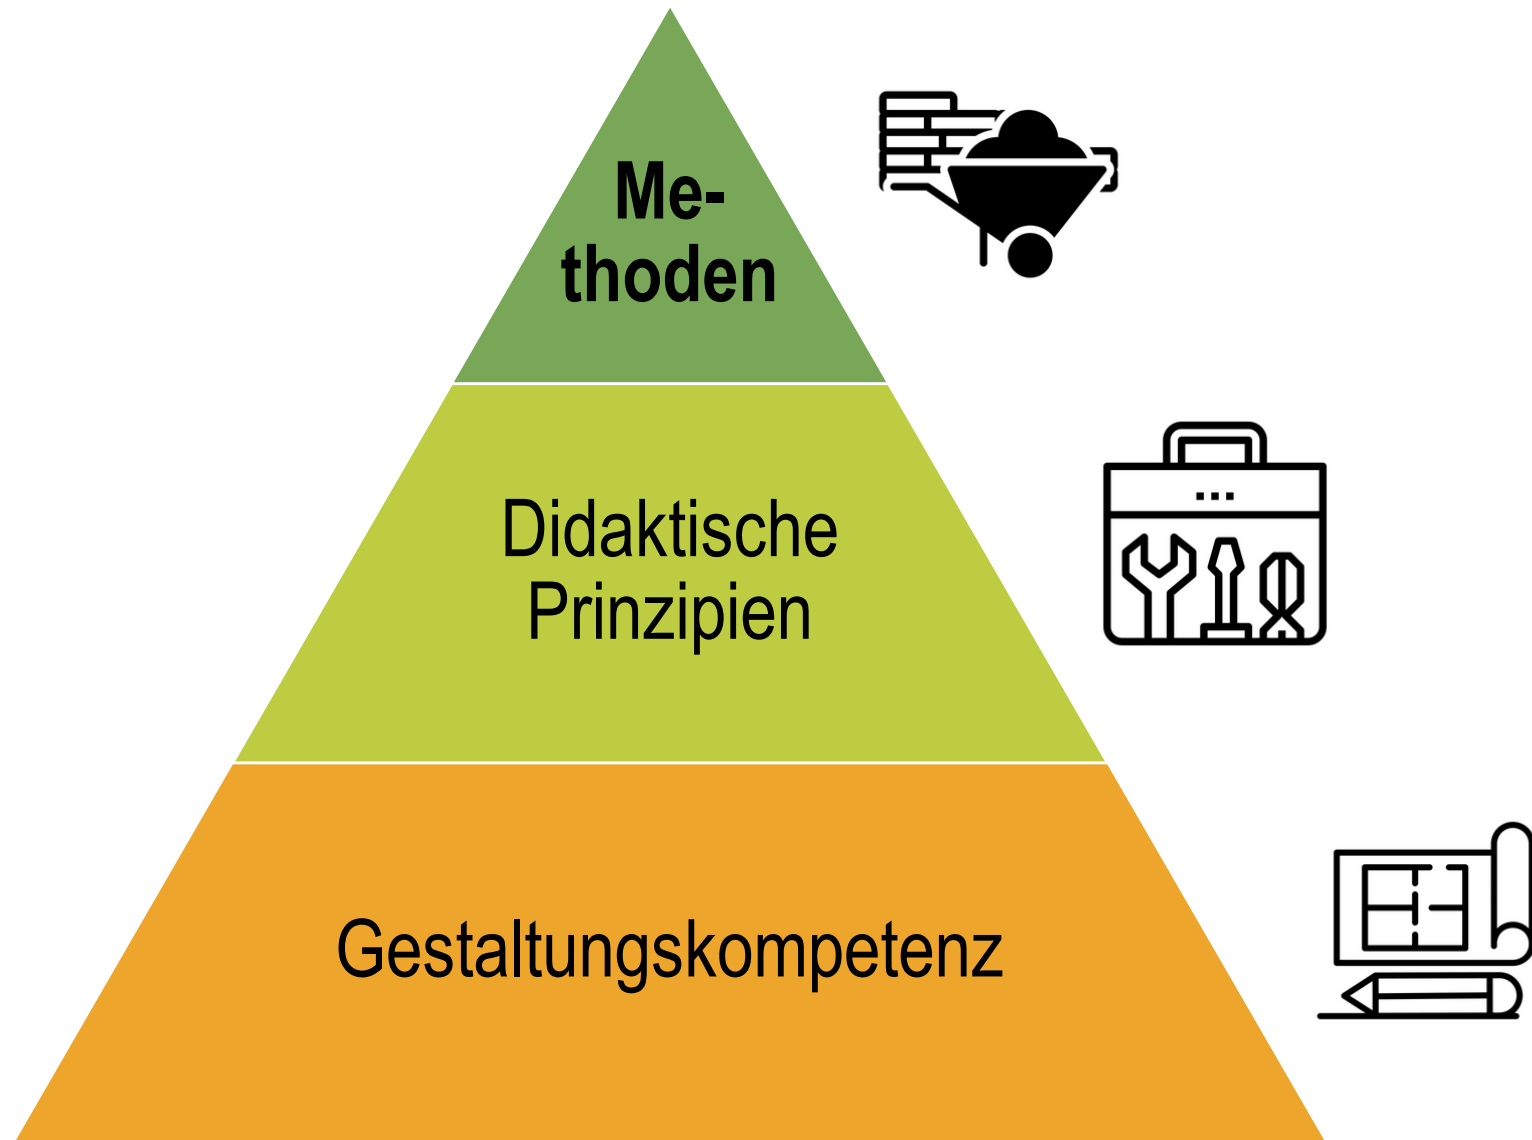 Me-
thoden
Didaktische
Prinzipien
Gestaltungskompetenz